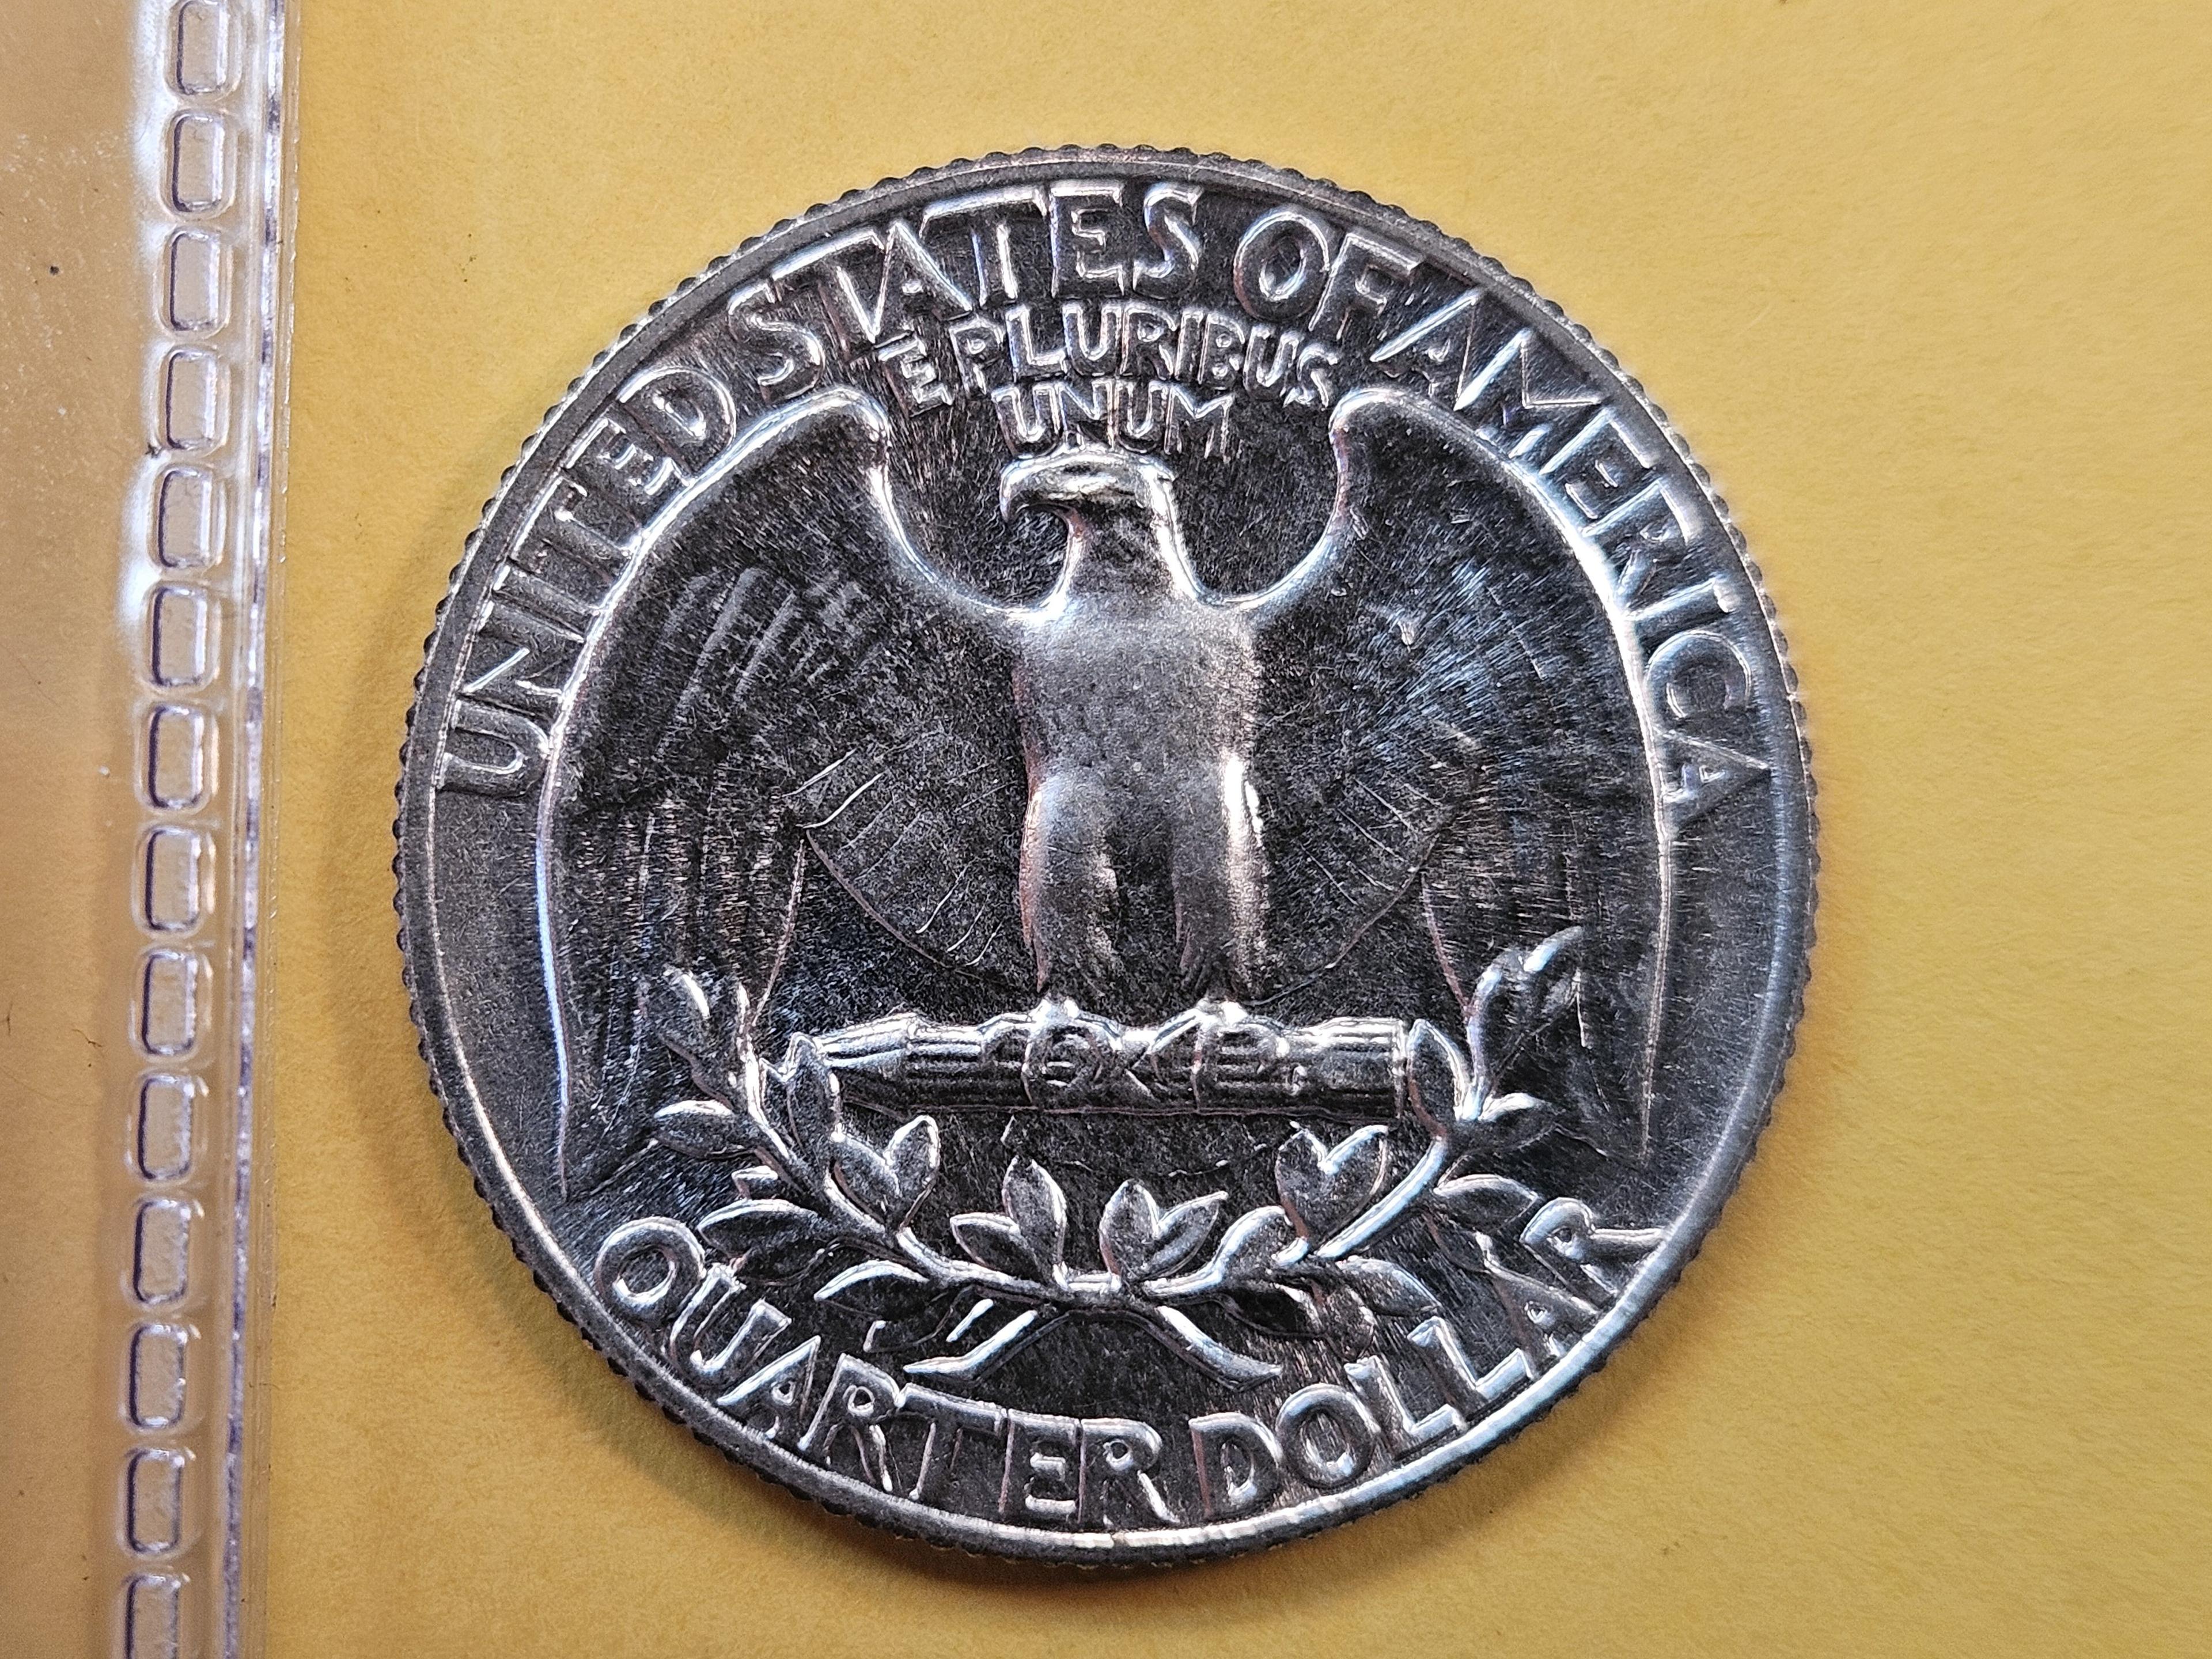 UNITED STATES OF AMERICA
E PLURIBUS
UNUM
QUARTER DOLLAR